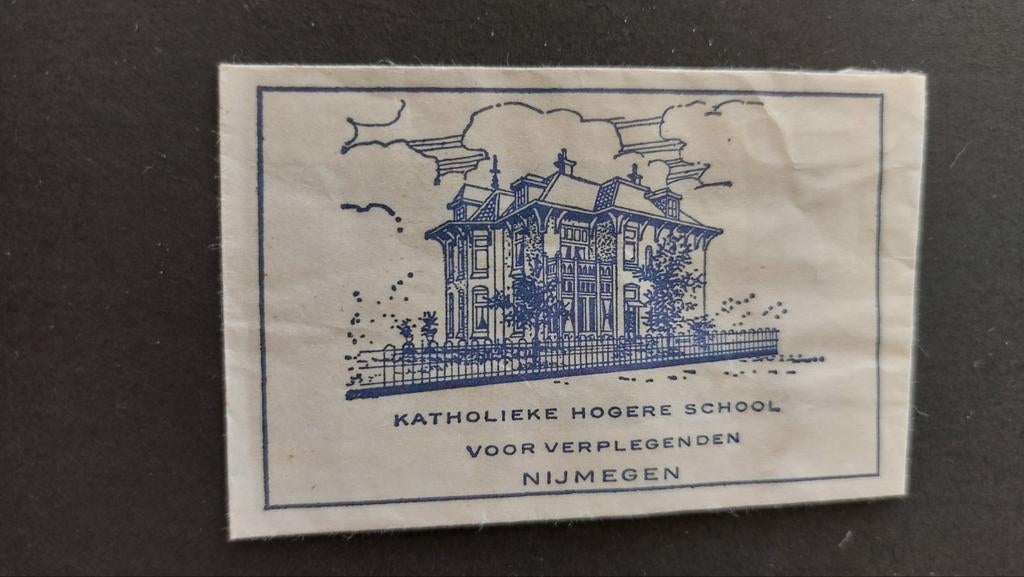 KATHOLIEKE HOGERE SCHOOL
VOOR VERPLEGENDEN
NIJMEGEN